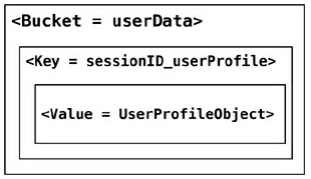 <Bucket = userData>
<Key = sessionID_userProfile>
<Value = UserProfileObject>